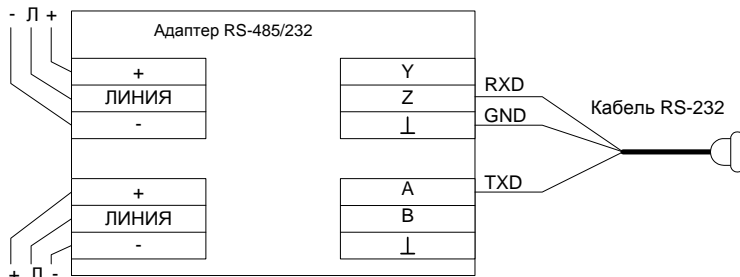 - Л +
Адаптер RS-485/232
+
ЛИНИЯ
-
Y
Z
⊥
RXD
GND
Кабель RS-232
+
ЛИНИЯ
-
A
B
⊥
TXD
+ Л -